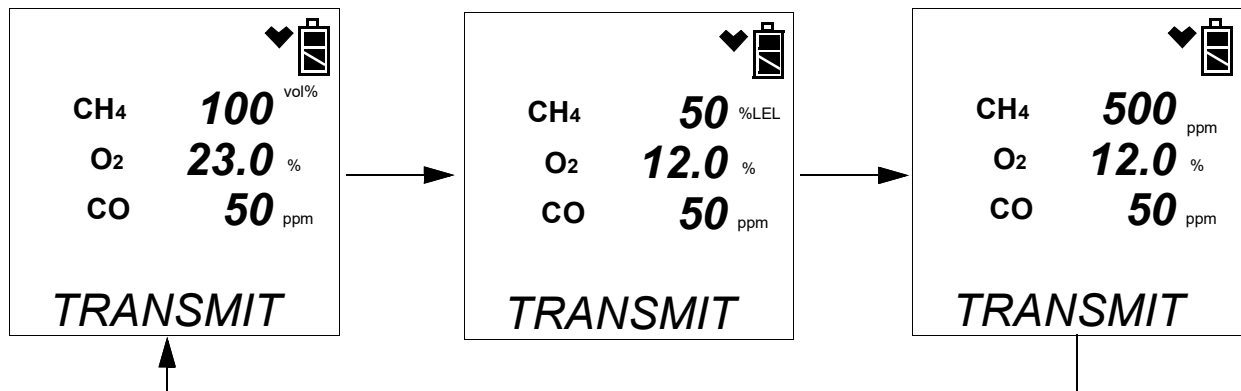 CH4 100 vol%
O2 23.0 %
CO 50 ppm
TRANSMIT
CH4 50 %LEL
O2 12.0 %
CO 50 ppm
TRANSMIT
CH4 500 ppm
O2 12.0 %
CO 50 ppm
TRANSMIT